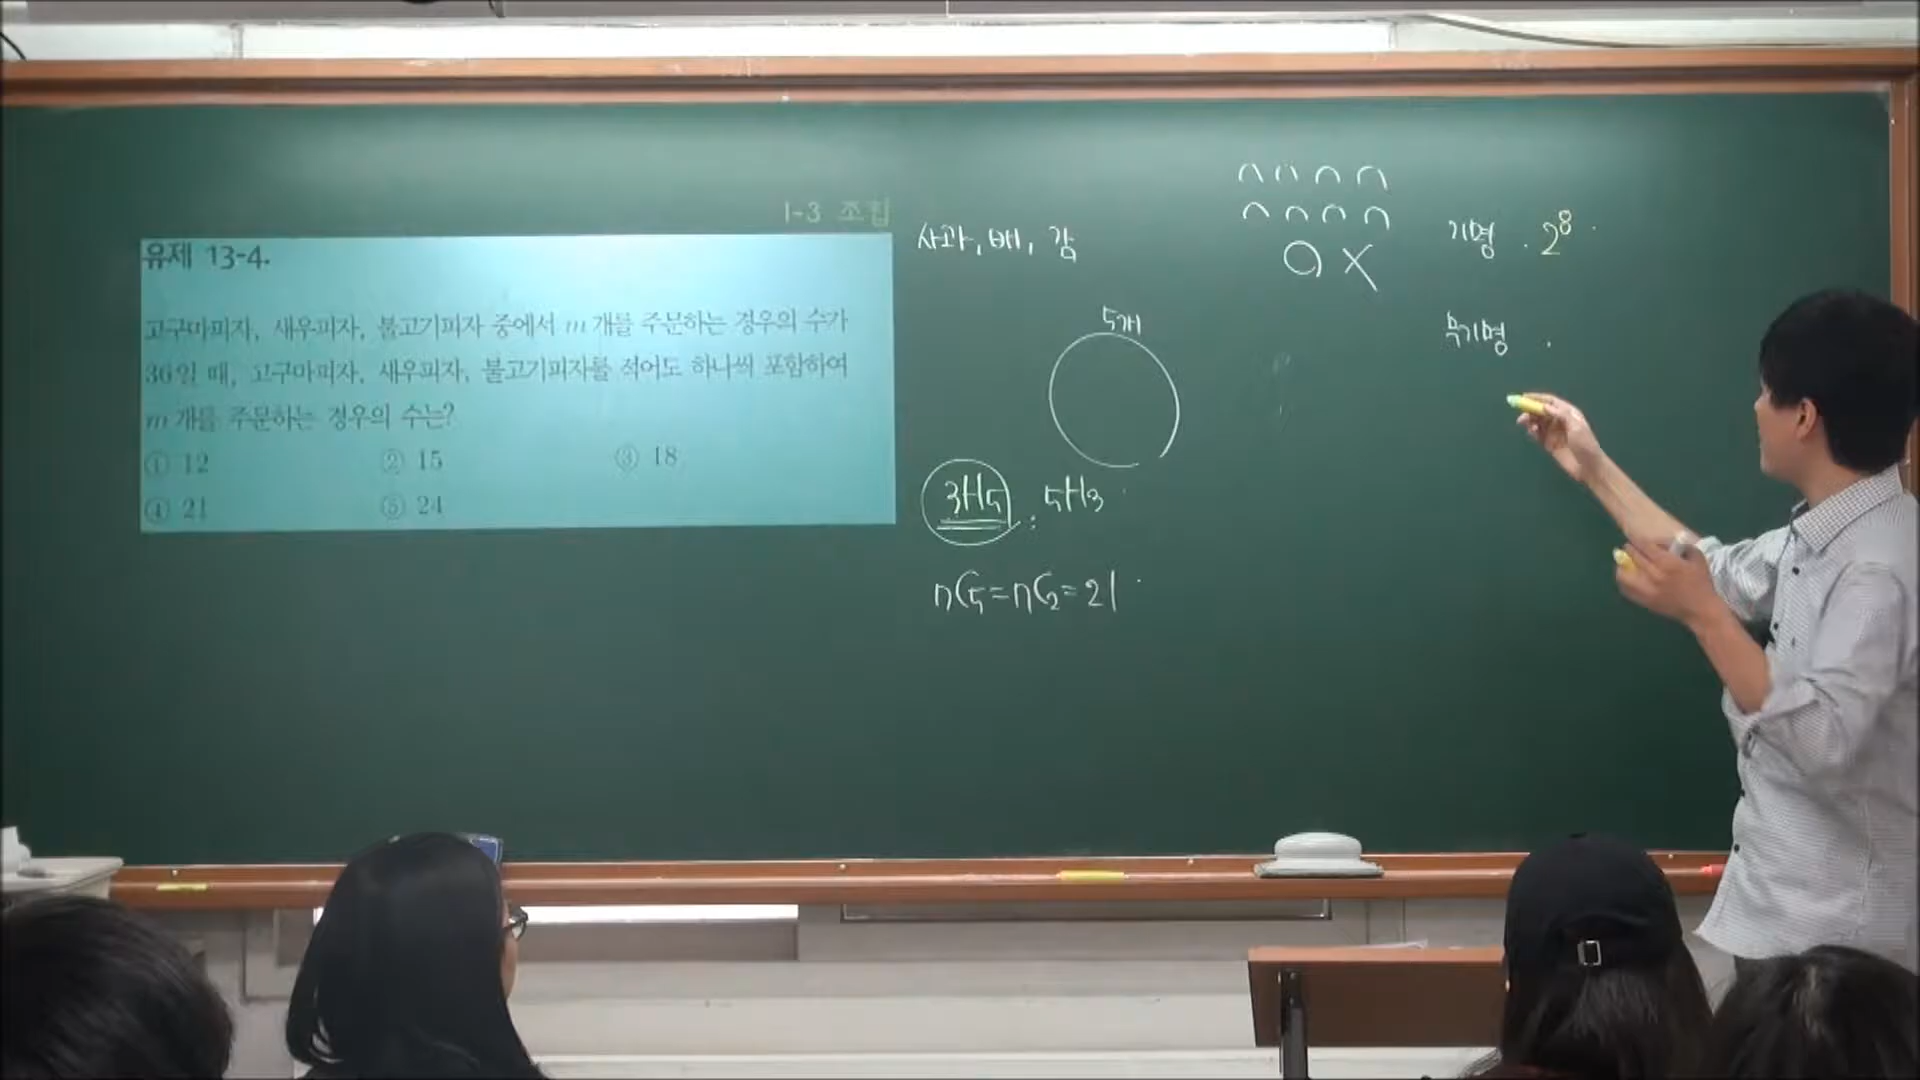 1-3 조합
유제 13-4.
고구마피자, 새우피자, 불고기피자 중에서 m개를 주문하는 경우의 수가
36일 때, 고구마피자, 새우피자, 불고기피자를 적어도 하나씩 포함하여
m개를 주문하는 경우의 수는?
① 12 ② 15 ③ 18
④ 21 ⑤ 24
사과, 배, 감
5개
3H5 : 5H3
7C5=7C2=21
O X
기명 . 2⁸
무기명 .